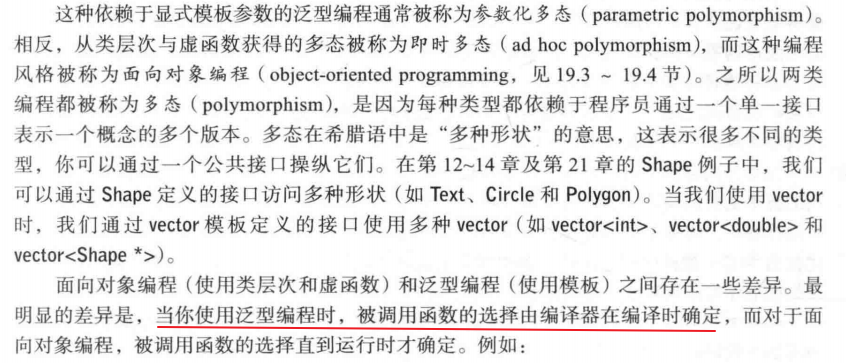 这种依赖于显式模板参数的泛型编程通常被称为参数化多态（parametric polymorphism）。
相反，从类层次与虚函数获得的多态被称为即时多态（ad hoc polymorphism），而这种编程
风格被称为面向对象编程（object-oriented programming，见 19.3 ~ 19.4 节）。之所以两类
编程都被称为多态（polymorphism），是因为每种类型都依赖于程序员通过一个单一接口
表示一个概念的多个版本。多态在希腊语中是“多种形状”的意思，这表示很多不同的类
型，你可以通过一个公共接口操纵它们。在第 12~14 章及第 21 章的 Shape 例子中，我们
可以通过 Shape 定义的接口访问多种形状（如 Text、Circle 和 Polygon）。当我们使用 vector
时，我们通过 vector 模板定义的接口使用多种 vector（如 vector<int>、vector<double> 和
vector<Shape *>）。
面向对象编程（使用类层次和虚函数）和泛型编程（使用模板）之间存在一些差异。最
明显的差异是，当你使用泛型编程时，被调用函数的选择由编译器在编译时确定，而对于面
向对象编程，被调用函数的选择直到运行时才确定。例如：